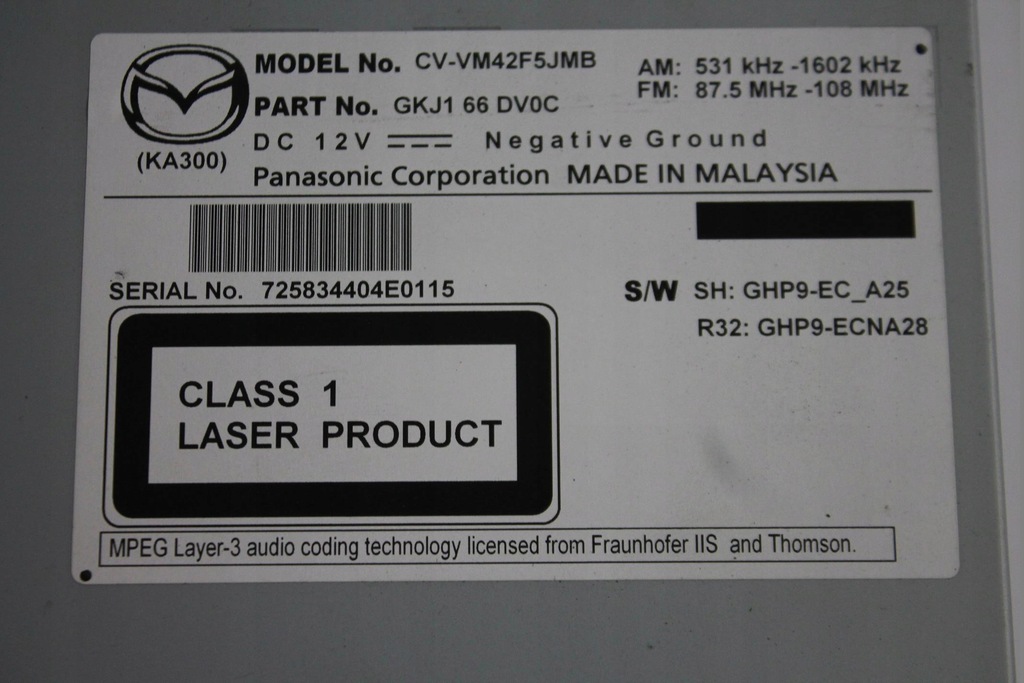 MODEL No. CV-VM42F5JMB
AM: 531 kHz -1602 kHz
FM: 87.5 MHz -108 MHz
PART No. GKJ1 66 DV0C
DC 12V Negative Ground
(KA300)
Panasonic Corporation MADE IN MALAYSIA
SERIAL No. 725834404E0115
S/W SH: GHP9-EC_A25
R32: GHP9-ECNA28
CLASS 1
LASER PRODUCT
MPEG Layer-3 audio coding technology licensed from Fraunhofer IIS and Thomson.